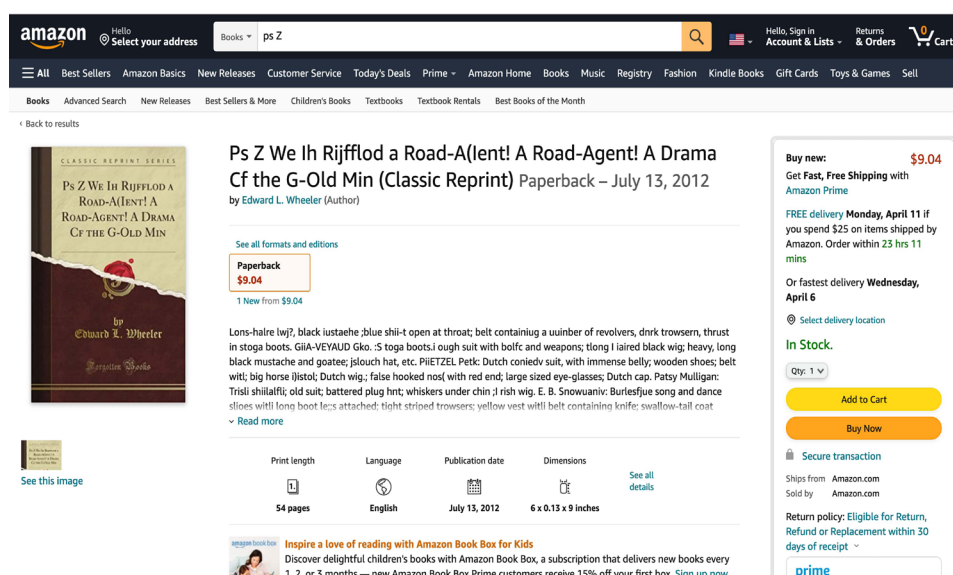 amazon
Hello
Select your address
Books
ps Z
Hello, Sign in
Account & Lists
Returns
& Orders
0
Cart
All Best Sellers Amazon Basics New Releases Customer Service Today's Deals Prime Amazon Home Books Music Registry Fashion Kindle Books Gift Cards Toys & Games Sell
Books Advanced Search New Releases Best Sellers & More Children's Books Textbooks Textbook Rentals Best Books of the Month
‹ Back to results
CLASSIC REPRINT SERIES
PS Z WE IH RIJFFLOD A
ROAD-A(IENT! A
ROAD-AGENT! A DRAMA
CF THE G-OLD MIN
by
Edward L. Wheeler
Forgotten Books
See this image
Ps Z We Ih Rijfflod a Road-A(Ient! A Road-Agent! A Drama
Cf the G-Old Min (Classic Reprint) Paperback – July 13, 2012
by Edward L. Wheeler (Author)
See all formats and editions
Paperback
$9.04
1 New from $9.04
Lons-halre lwj?, black iustaehe ;blue shii-t open at throat; belt containiug a uuinber of revolvers, dnrk trowsern, thrust
in stoga boots. GiiA-VEYAUD Gko. :S toga boots.i ough suit with bolfc and weapons; tlong I iaired black wig; heavy, long
black mustache and goatee; jslouch hat, etc. PiiETZEL Petk: Dutch coniedv suit, with immense belly; wooden shoes; belt
witl; big horse i)istol; Dutch wig.; false hooked nos( with red end; large sized eye-glasses; Dutch cap. Patsy Mulligan:
Trisli shiilalfli; old suit; battered plug hnt; whiskers under chin ;I rish wig. E. B. Snowuaniv: Burlesfjue song and dance
slioes witli long boot le;;s attached; tight striped trowsers; yellow vest witli belt containing knife; swallow-tail coat
Read more
Print length
1.
54 pages
Language
English
Publication date
July 13, 2012
Dimensions
6 x 0.13 x 9 inches
See all
details
amazon book box
Inspire a love of reading with Amazon Book Box for Kids
Discover delightful children's books with Amazon Book Box, a subscription that delivers new books every
1, 2, or 3 months — new Amazon Book Box Prime customers receive 15% off your first box. Sign up now
Buy new: $9.04
Get Fast, Free Shipping with
Amazon Prime
FREE delivery Monday, April 11 if
you spend $25 on items shipped by
Amazon. Order within 23 hrs 11
mins
Or fastest delivery Wednesday,
April 6
Select delivery location
In Stock.
Qty: 1
Add to Cart
Buy Now
Secure transaction
Ships from Amazon.com
Sold by Amazon.com
Return policy: Eligible for Return,
Refund or Replacement within 30
days of receipt
prime